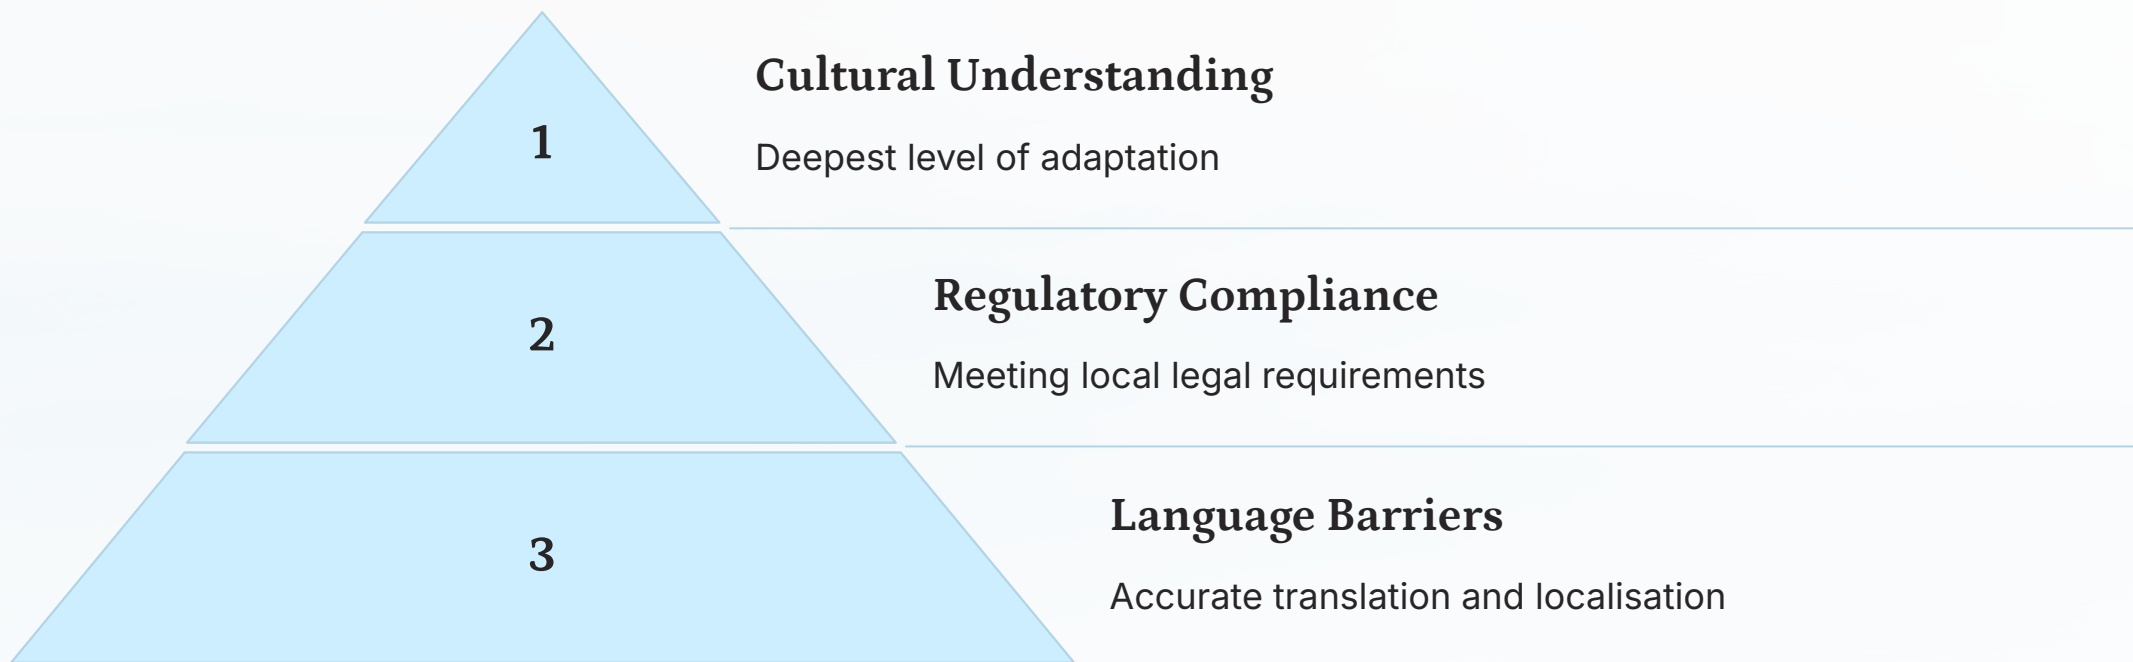 1
Cultural Understanding
Deepest level of adaptation
2
Regulatory Compliance
Meeting local legal requirements
3
Language Barriers
Accurate translation and localisation